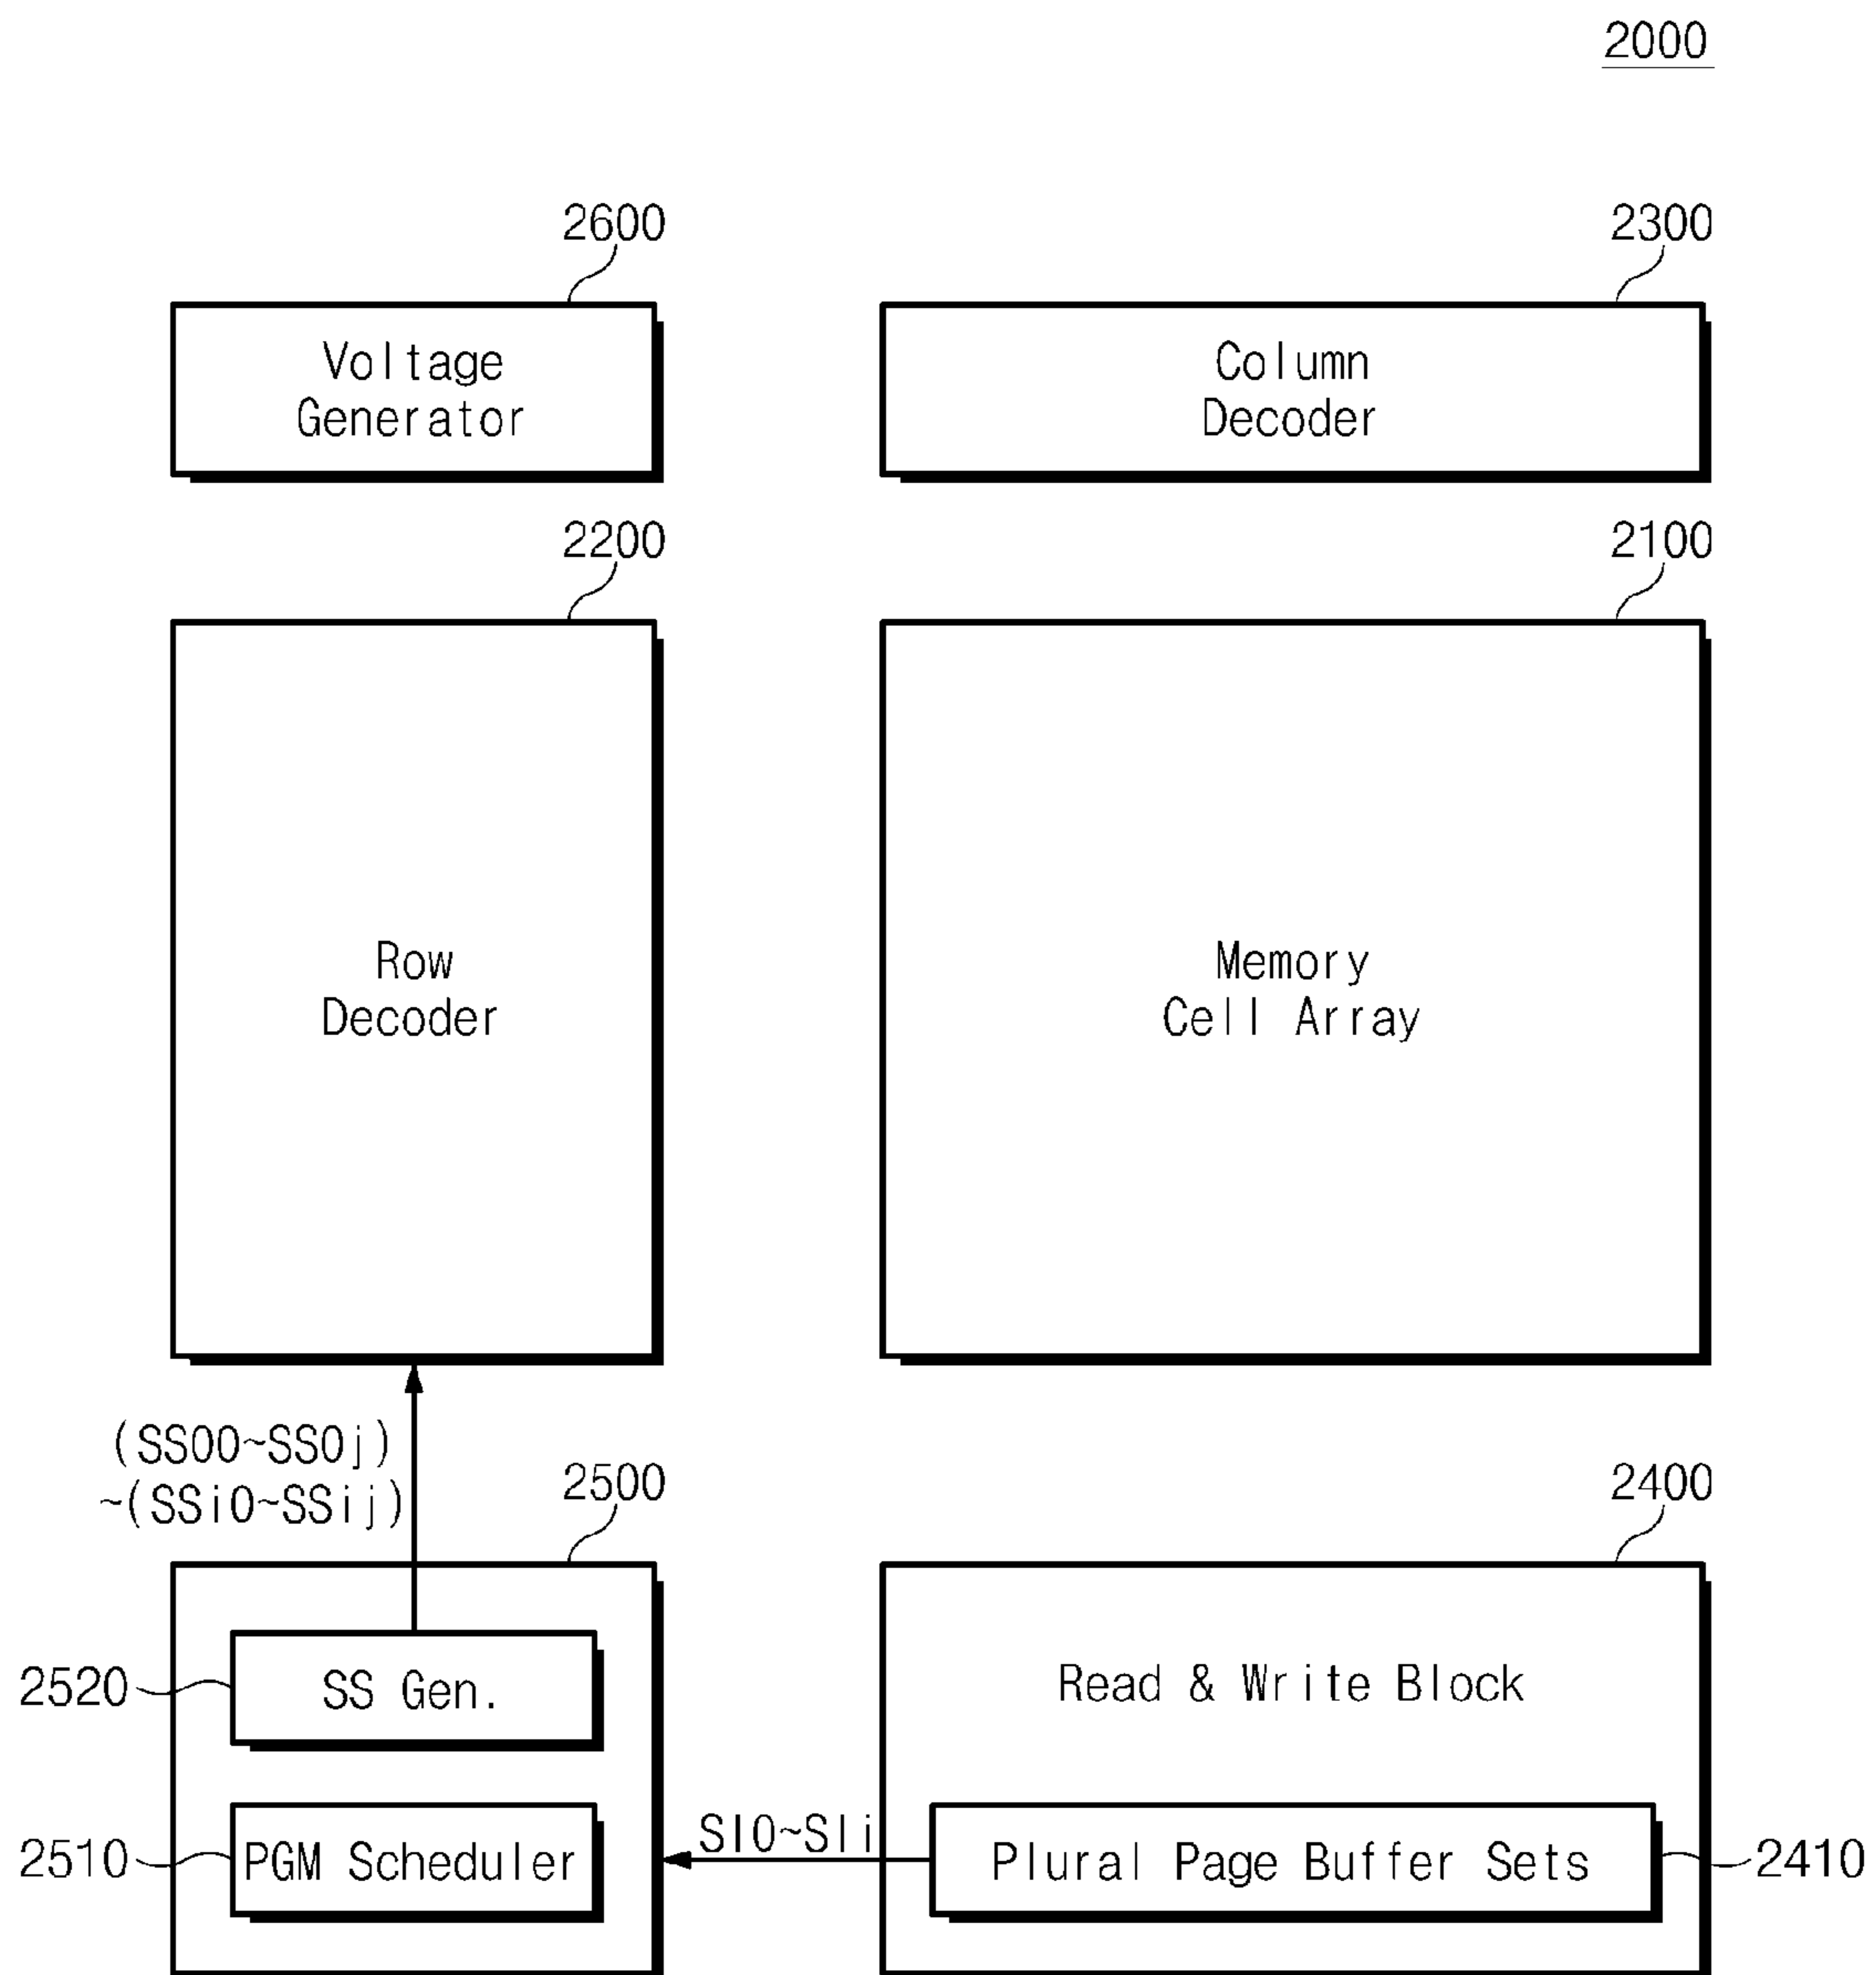 2000
2600
2300
Voltage
Generator
Column
Decoder
2200
2100
Row
Decoder
Memory
Cell Array
(SS00~SS0j)
~(SSi0~SSij)
2500
2400
2520
SS Gen.
Read & Write Block
2510
PGM Scheduler
SI0~SIi
Plural Page Buffer Sets
2410